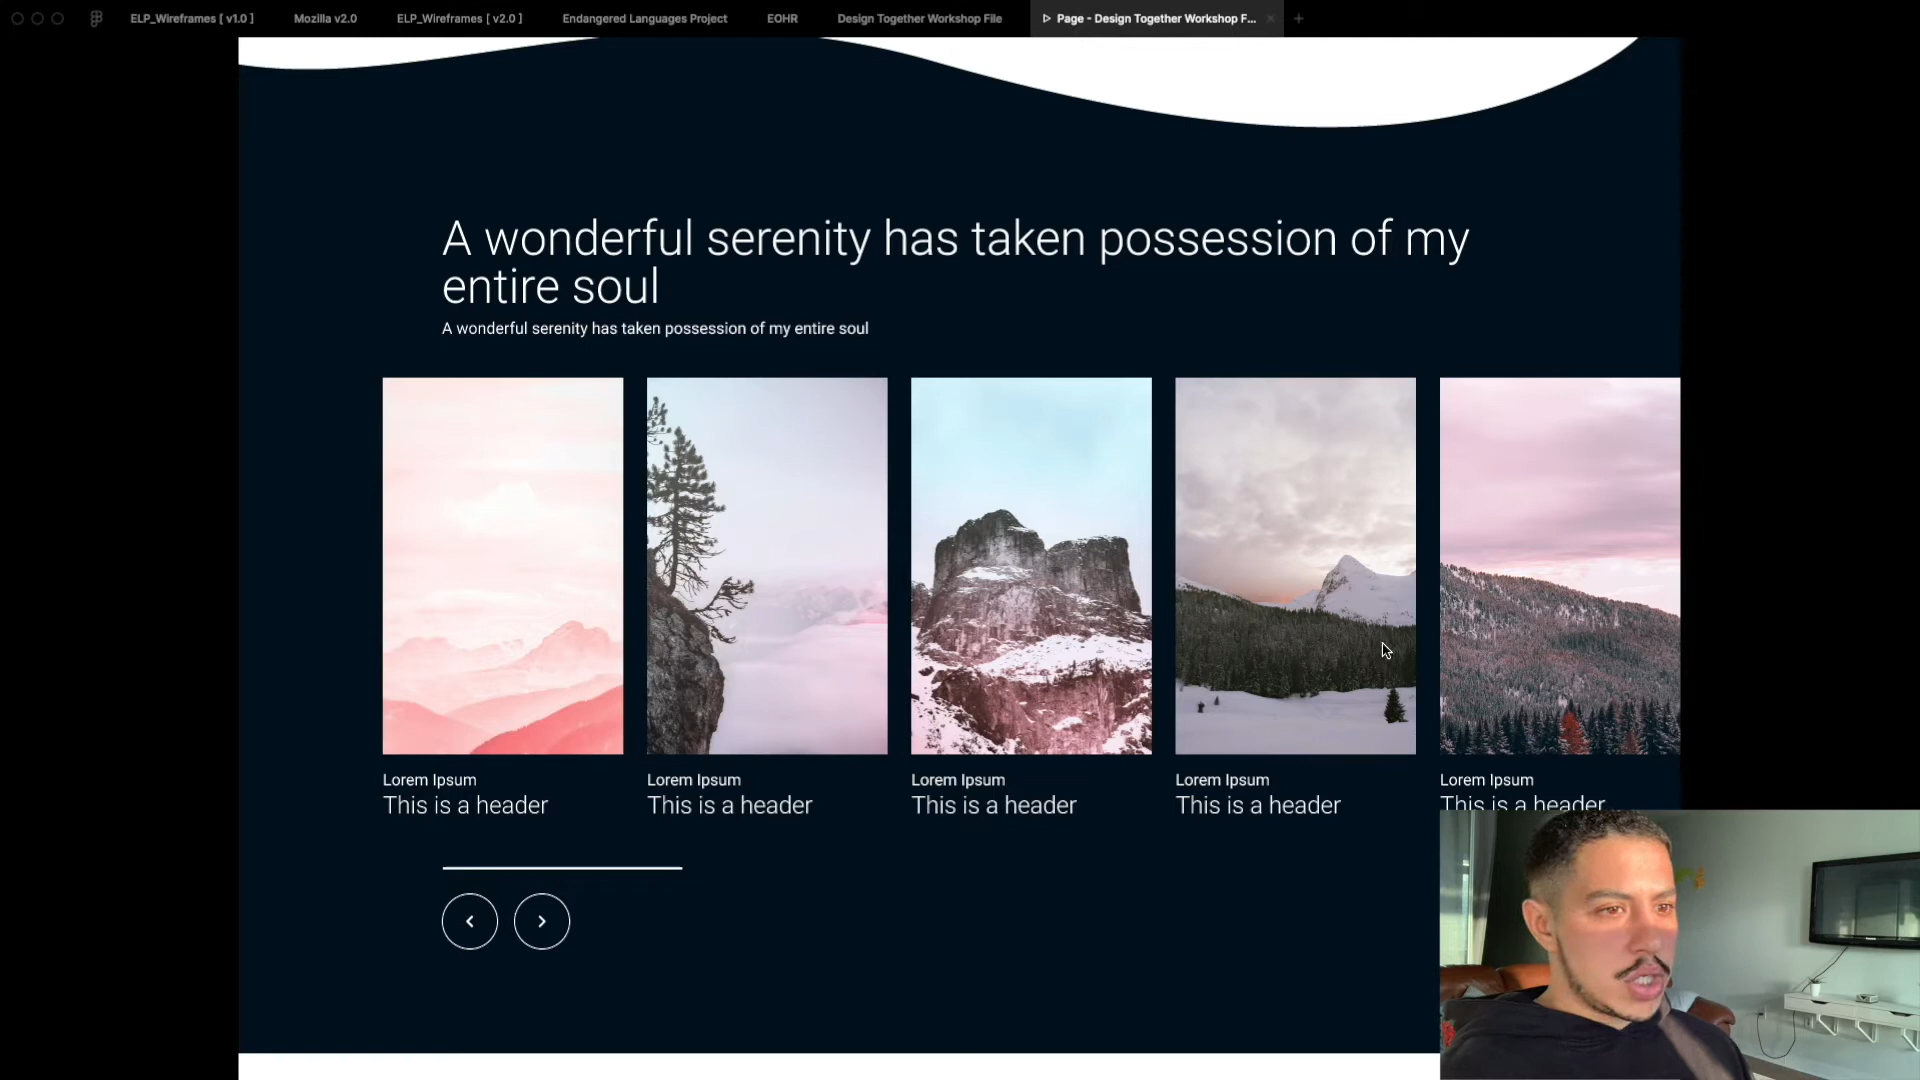 ELP_Wireframes [ v1.0 ]
Mozilla v2.0
ELP_Wireframes [ v2.0 ]
Endangered Languages Project
EOHR
Design Together Workshop File
Page - Design Together Workshop F...
A wonderful serenity has taken possession of my
entire soul
A wonderful serenity has taken possession of my entire soul
Lorem Ipsum
This is a header
Lorem Ipsum
This is a header
Lorem Ipsum
This is a header
Lorem Ipsum
This is a header
Lorem Ipsum
This is a header